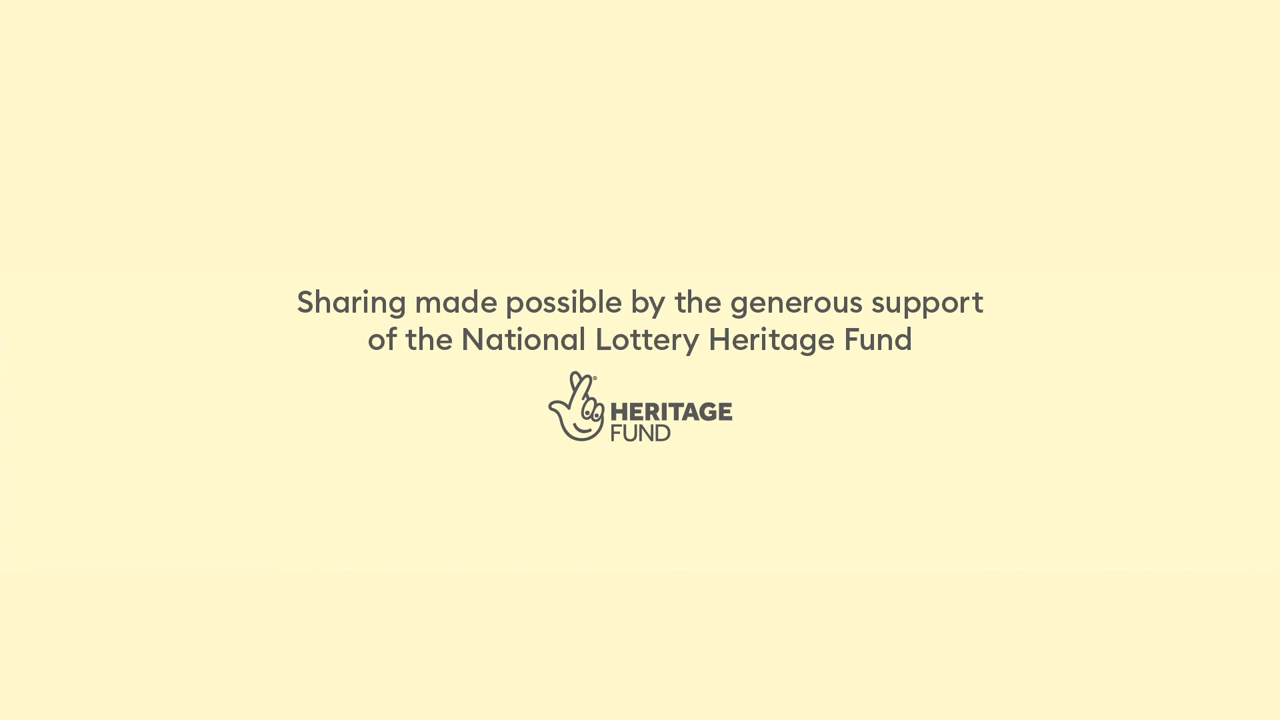 Sharing made possible by the generous support
of the National Lottery Heritage Fund
HERITAGE
FUND